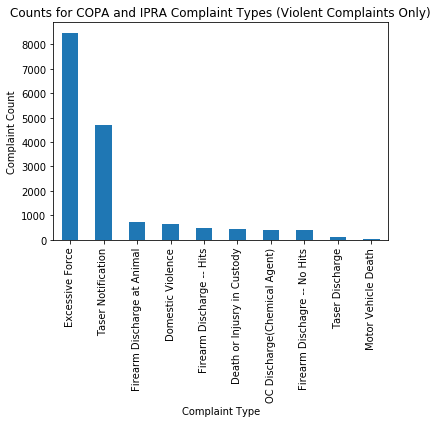 Counts for COPA and IPRA Complaint Types (Violent Complaints Only)
8000
7000
6000
5000
4000
3000
2000
1000
0
Complaint Count
Excessive Force
Taser Notification
Firearm Discharge at Animal
Domestic Violence
Firearm Discharge -- Hits
Death or Injusry in Custody
OC Discharge(Chemical Agent)
Firearm Dischagre -- No Hits
Taser Discharge
Motor Vehicle Death
Complaint Type